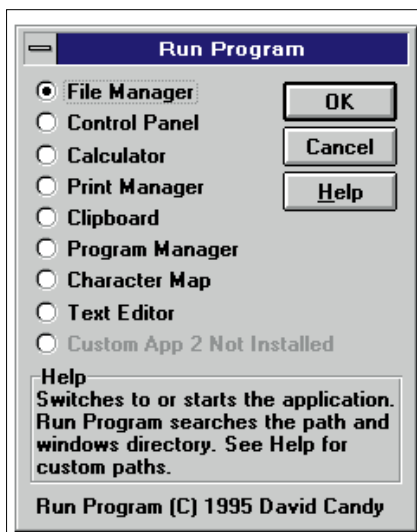 Run Program
File Manager
Control Panel
Calculator
Print Manager
Clipboard
Program Manager
Character Map
Text Editor
Custom App 2 Not Installed
OK
Cancel
Help
Help
Switches to or starts the application.
Run Program searches the path and
windows directory. See Help for
custom paths.
Run Program (C) 1995 David Candy